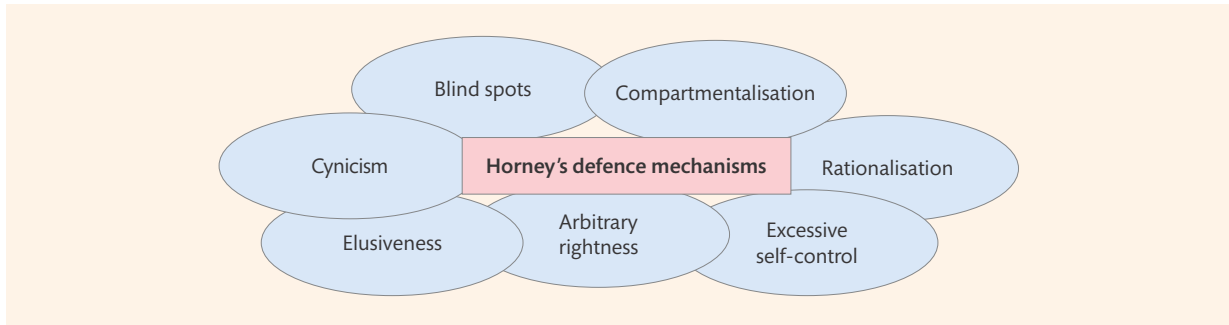 Blind spots
Compartmentalisation
Cynicism
Horney’s defence mechanisms
Rationalisation
Elusiveness
Arbitrary
rightness
Excessive
self-control